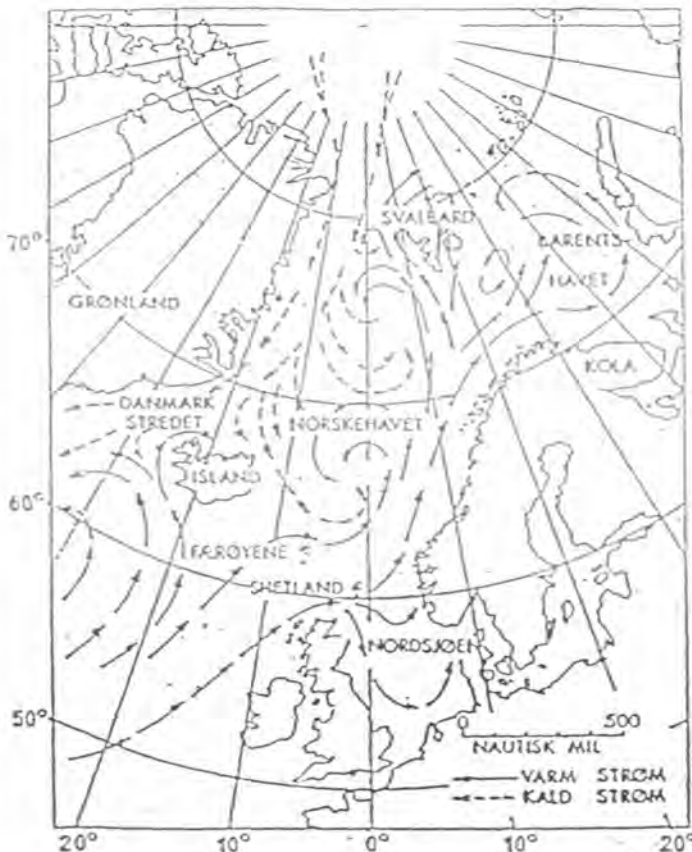 SVALBARD
70°
BARENTS
HAVET
GRØNLAND
KOLA
DANMARK
STREDET
NORSKEHAVET
ISLAND
60°
FÆRØYENE
SHETLAND
NORDSJØEN
50°
0 500
NAUTISK MIL
VARM STRØM
KALD STRØM
20° 10° 0° 10° 20°